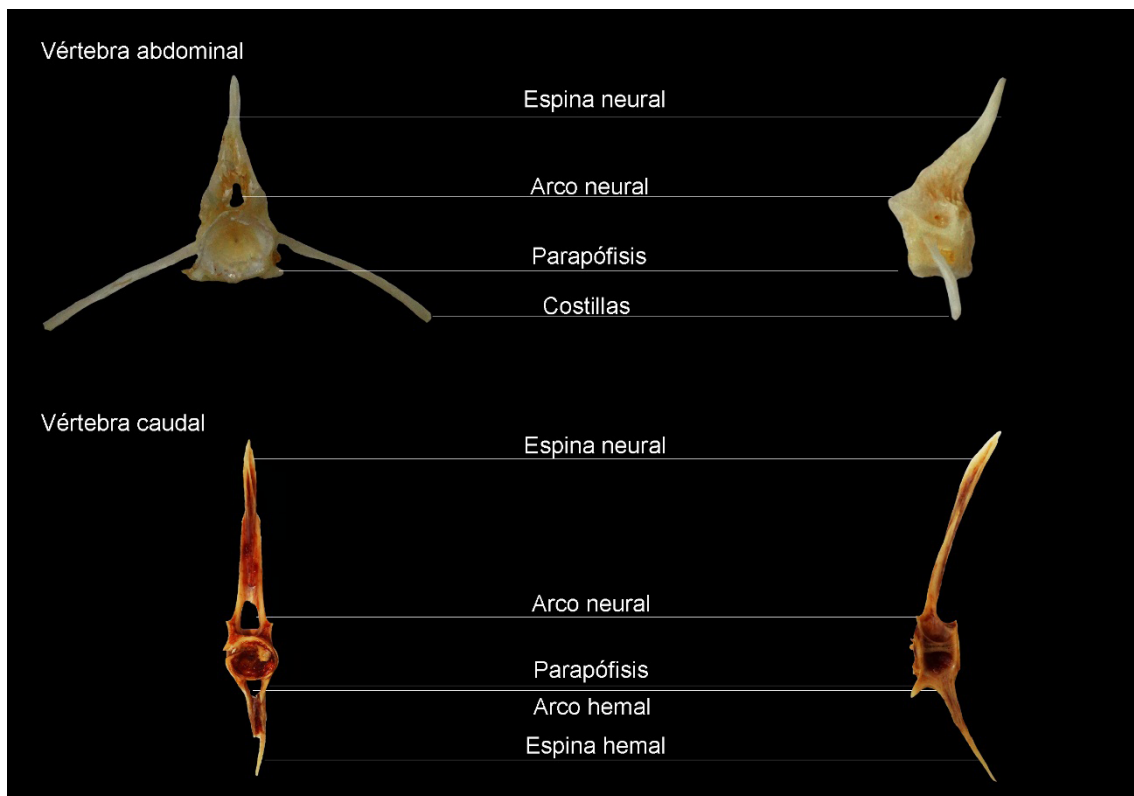 Vértebra abdominal
Espina neural
Arco neural
Parapófisis
Costillas
Vértebra caudal
Espina neural
Arco neural
Parapófisis
Arco hemal
Espina hemal